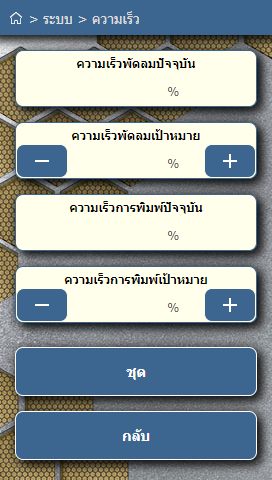 > ระบบ > ความเร็ว
ความเร็วพัดลมปัจจุบัน
%
ความเร็วพัดลมเป้าหมาย
− % +
ความเร็วการพิมพ์ปัจจุบัน
%
ความเร็วการพิมพ์เป้าหมาย
− % +
ชุด
กลับ